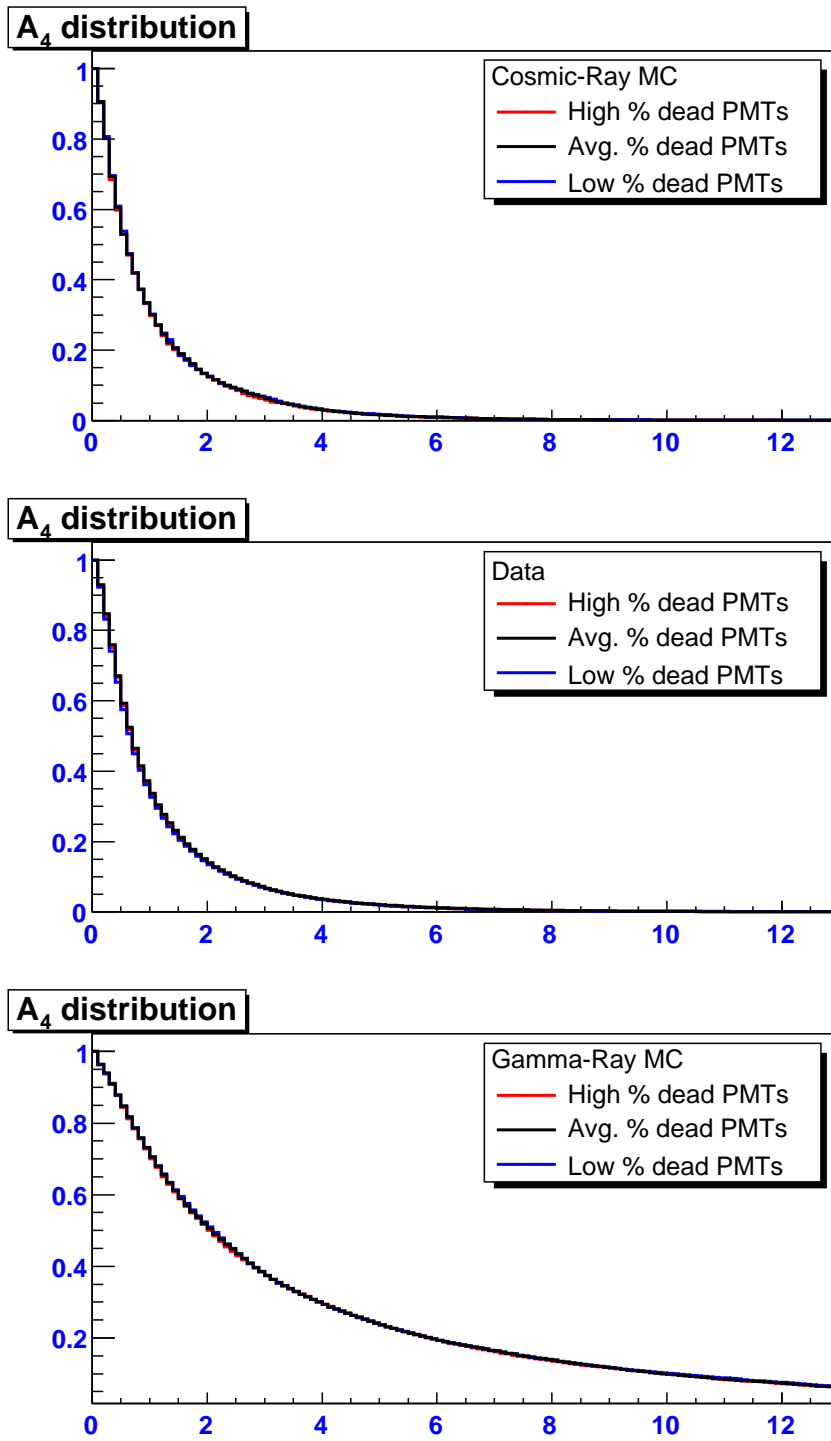 A₄ distribution
Cosmic-Ray MC
High % dead PMTs
Avg. % dead PMTs
Low % dead PMTs
1
0.8
0.6
0.4
0.2
0
0 2 4 6 8 10 12
A₄ distribution
Data
High % dead PMTs
Avg. % dead PMTs
Low % dead PMTs
1
0.8
0.6
0.4
0.2
0
0 2 4 6 8 10 12
A₄ distribution
Gamma-Ray MC
High % dead PMTs
Avg. % dead PMTs
Low % dead PMTs
1
0.8
0.6
0.4
0.2
0 2 4 6 8 10 12